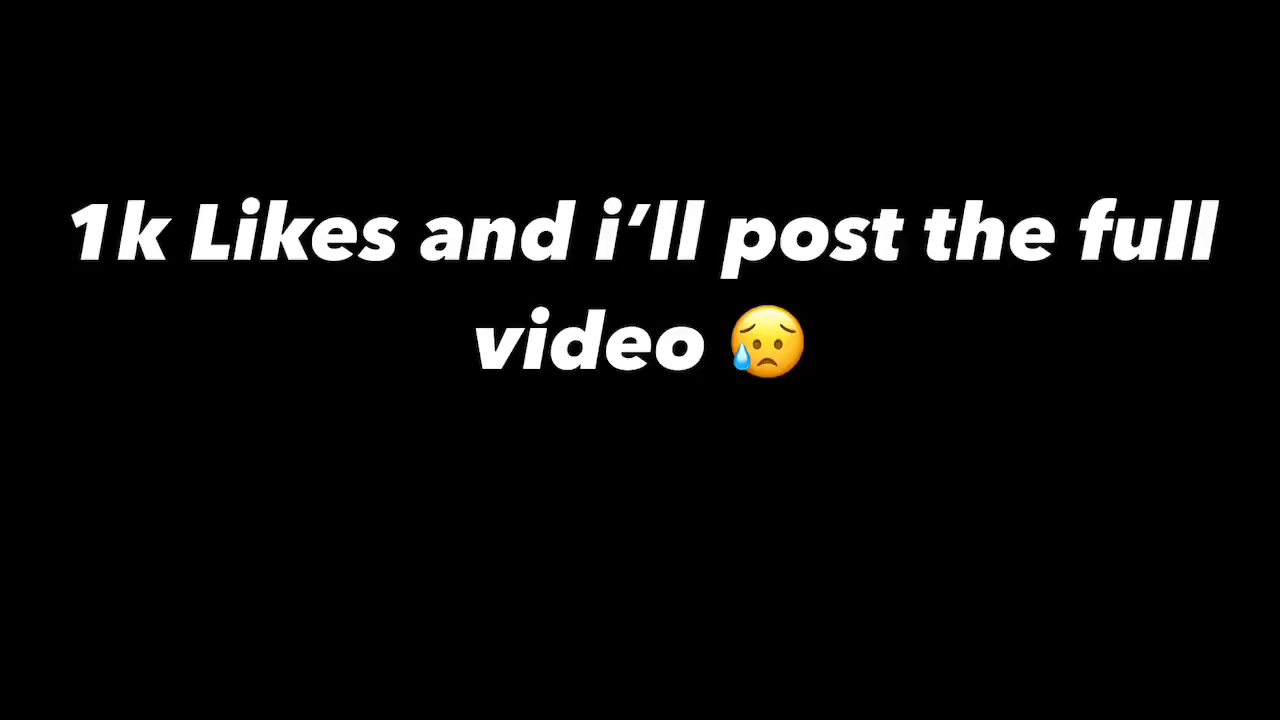 1k Likes and i’ll post the full
video 😥